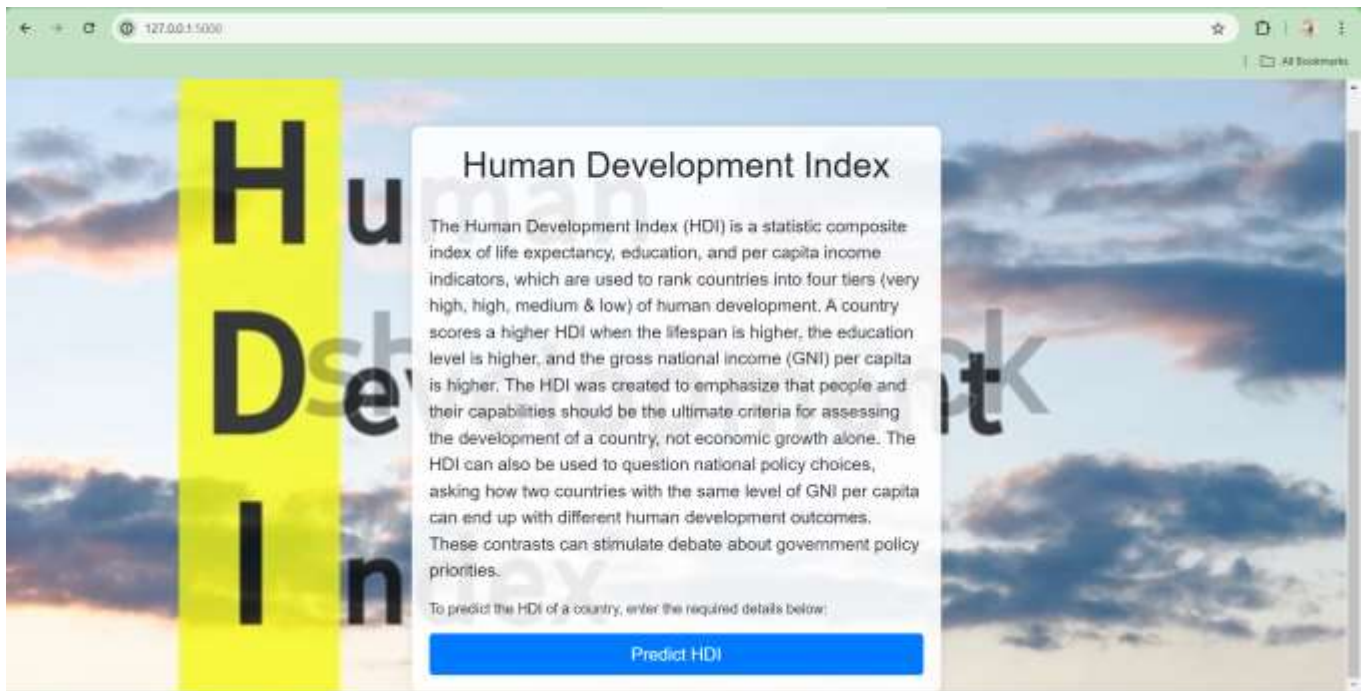 127.0.0.1:5000
All Bookmarks
Human
Development
Index
shutterstock
Human Development Index
The Human Development Index (HDI) is a statistic composite
index of life expectancy, education, and per capita income
indicators, which are used to rank countries into four tiers (very
high, high, medium & low) of human development. A country
scores a higher HDI when the lifespan is higher, the education
level is higher, and the gross national income (GNI) per capita
is higher. The HDI was created to emphasize that people and
their capabilities should be the ultimate criteria for assessing
the development of a country, not economic growth alone. The
HDI can also be used to question national policy choices,
asking how two countries with the same level of GNI per capita
can end up with different human development outcomes.
These contrasts can stimulate debate about government policy
priorities.
To predict the HDI of a country, enter the required details below:
Predict HDI